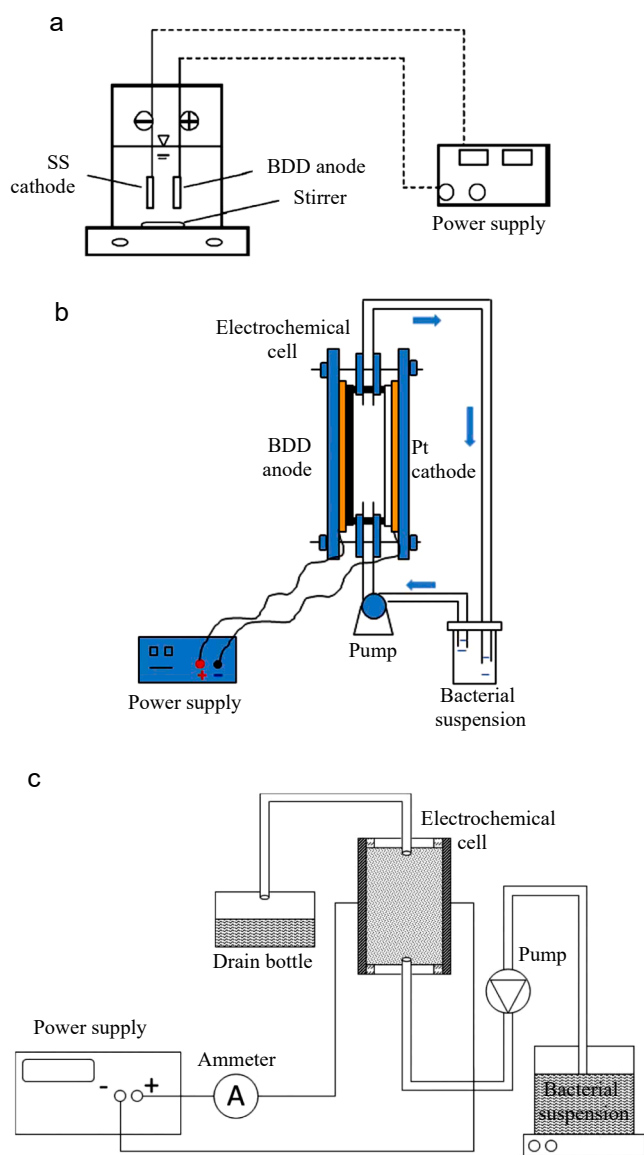 a
SS
cathode
BDD anode
Stirrer
Power supply
b
Electrochemical
cell
BDD
anode
Pt
cathode
Pump
+ -
Power supply
Bacterial
suspension
c
Electrochemical
cell
Drain bottle
Pump
Power supply
Ammeter
- +
A
Bacterial
suspension